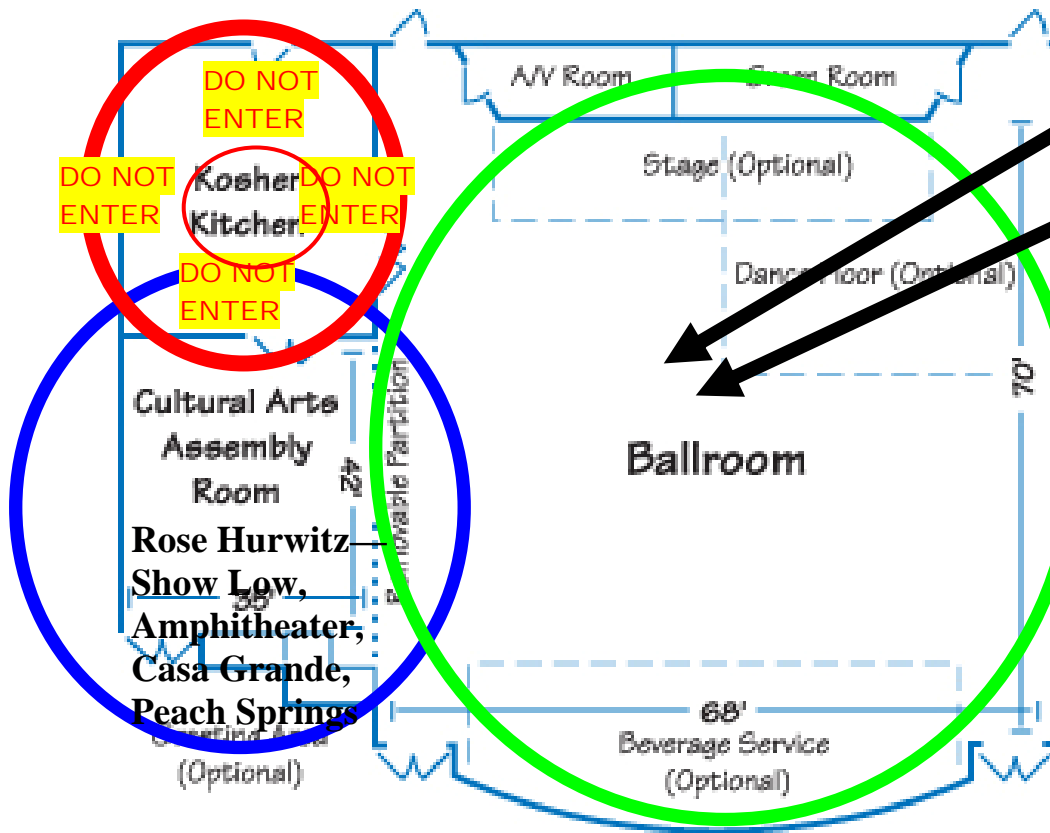 A/V Room
Green Room
DO NOT
ENTER
DO NOT
ENTER
Kosher
Kitchen
DO NOT
ENTER
DO NOT
ENTER
Stage (Optional)
Dance Floor (Optional)
70'
Cultural Arts
Assembly
Room
42'
Removable Partition
Ballroom
Rose Hurwitz—
Show Low,
Amphitheater,
Casa Grande,
Peach Springs
68'
Beverage Service
(Optional)
(Optional)